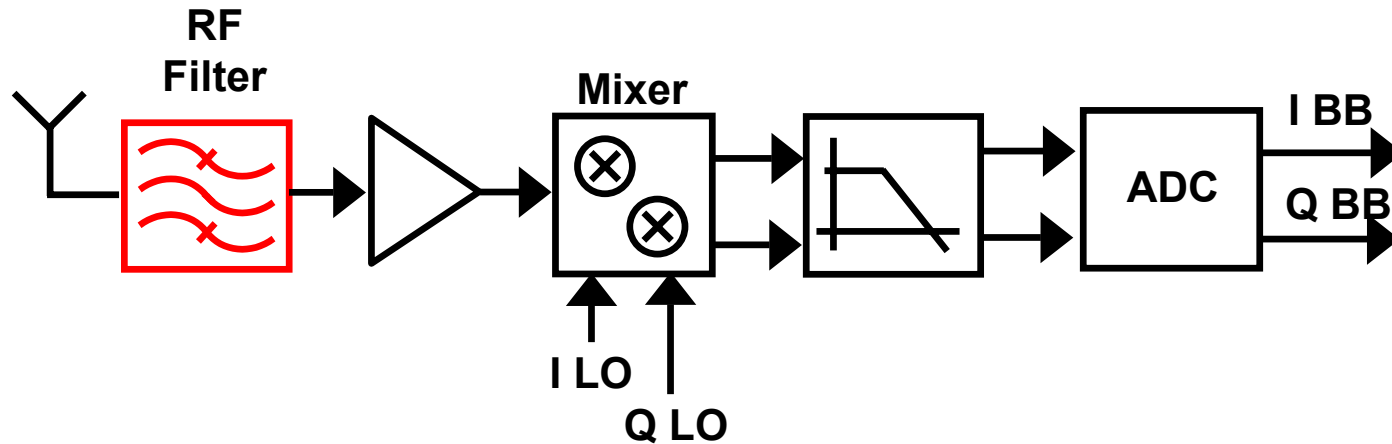 RF
Filter
Mixer
I LO
Q LO
ADC
I BB
Q BB